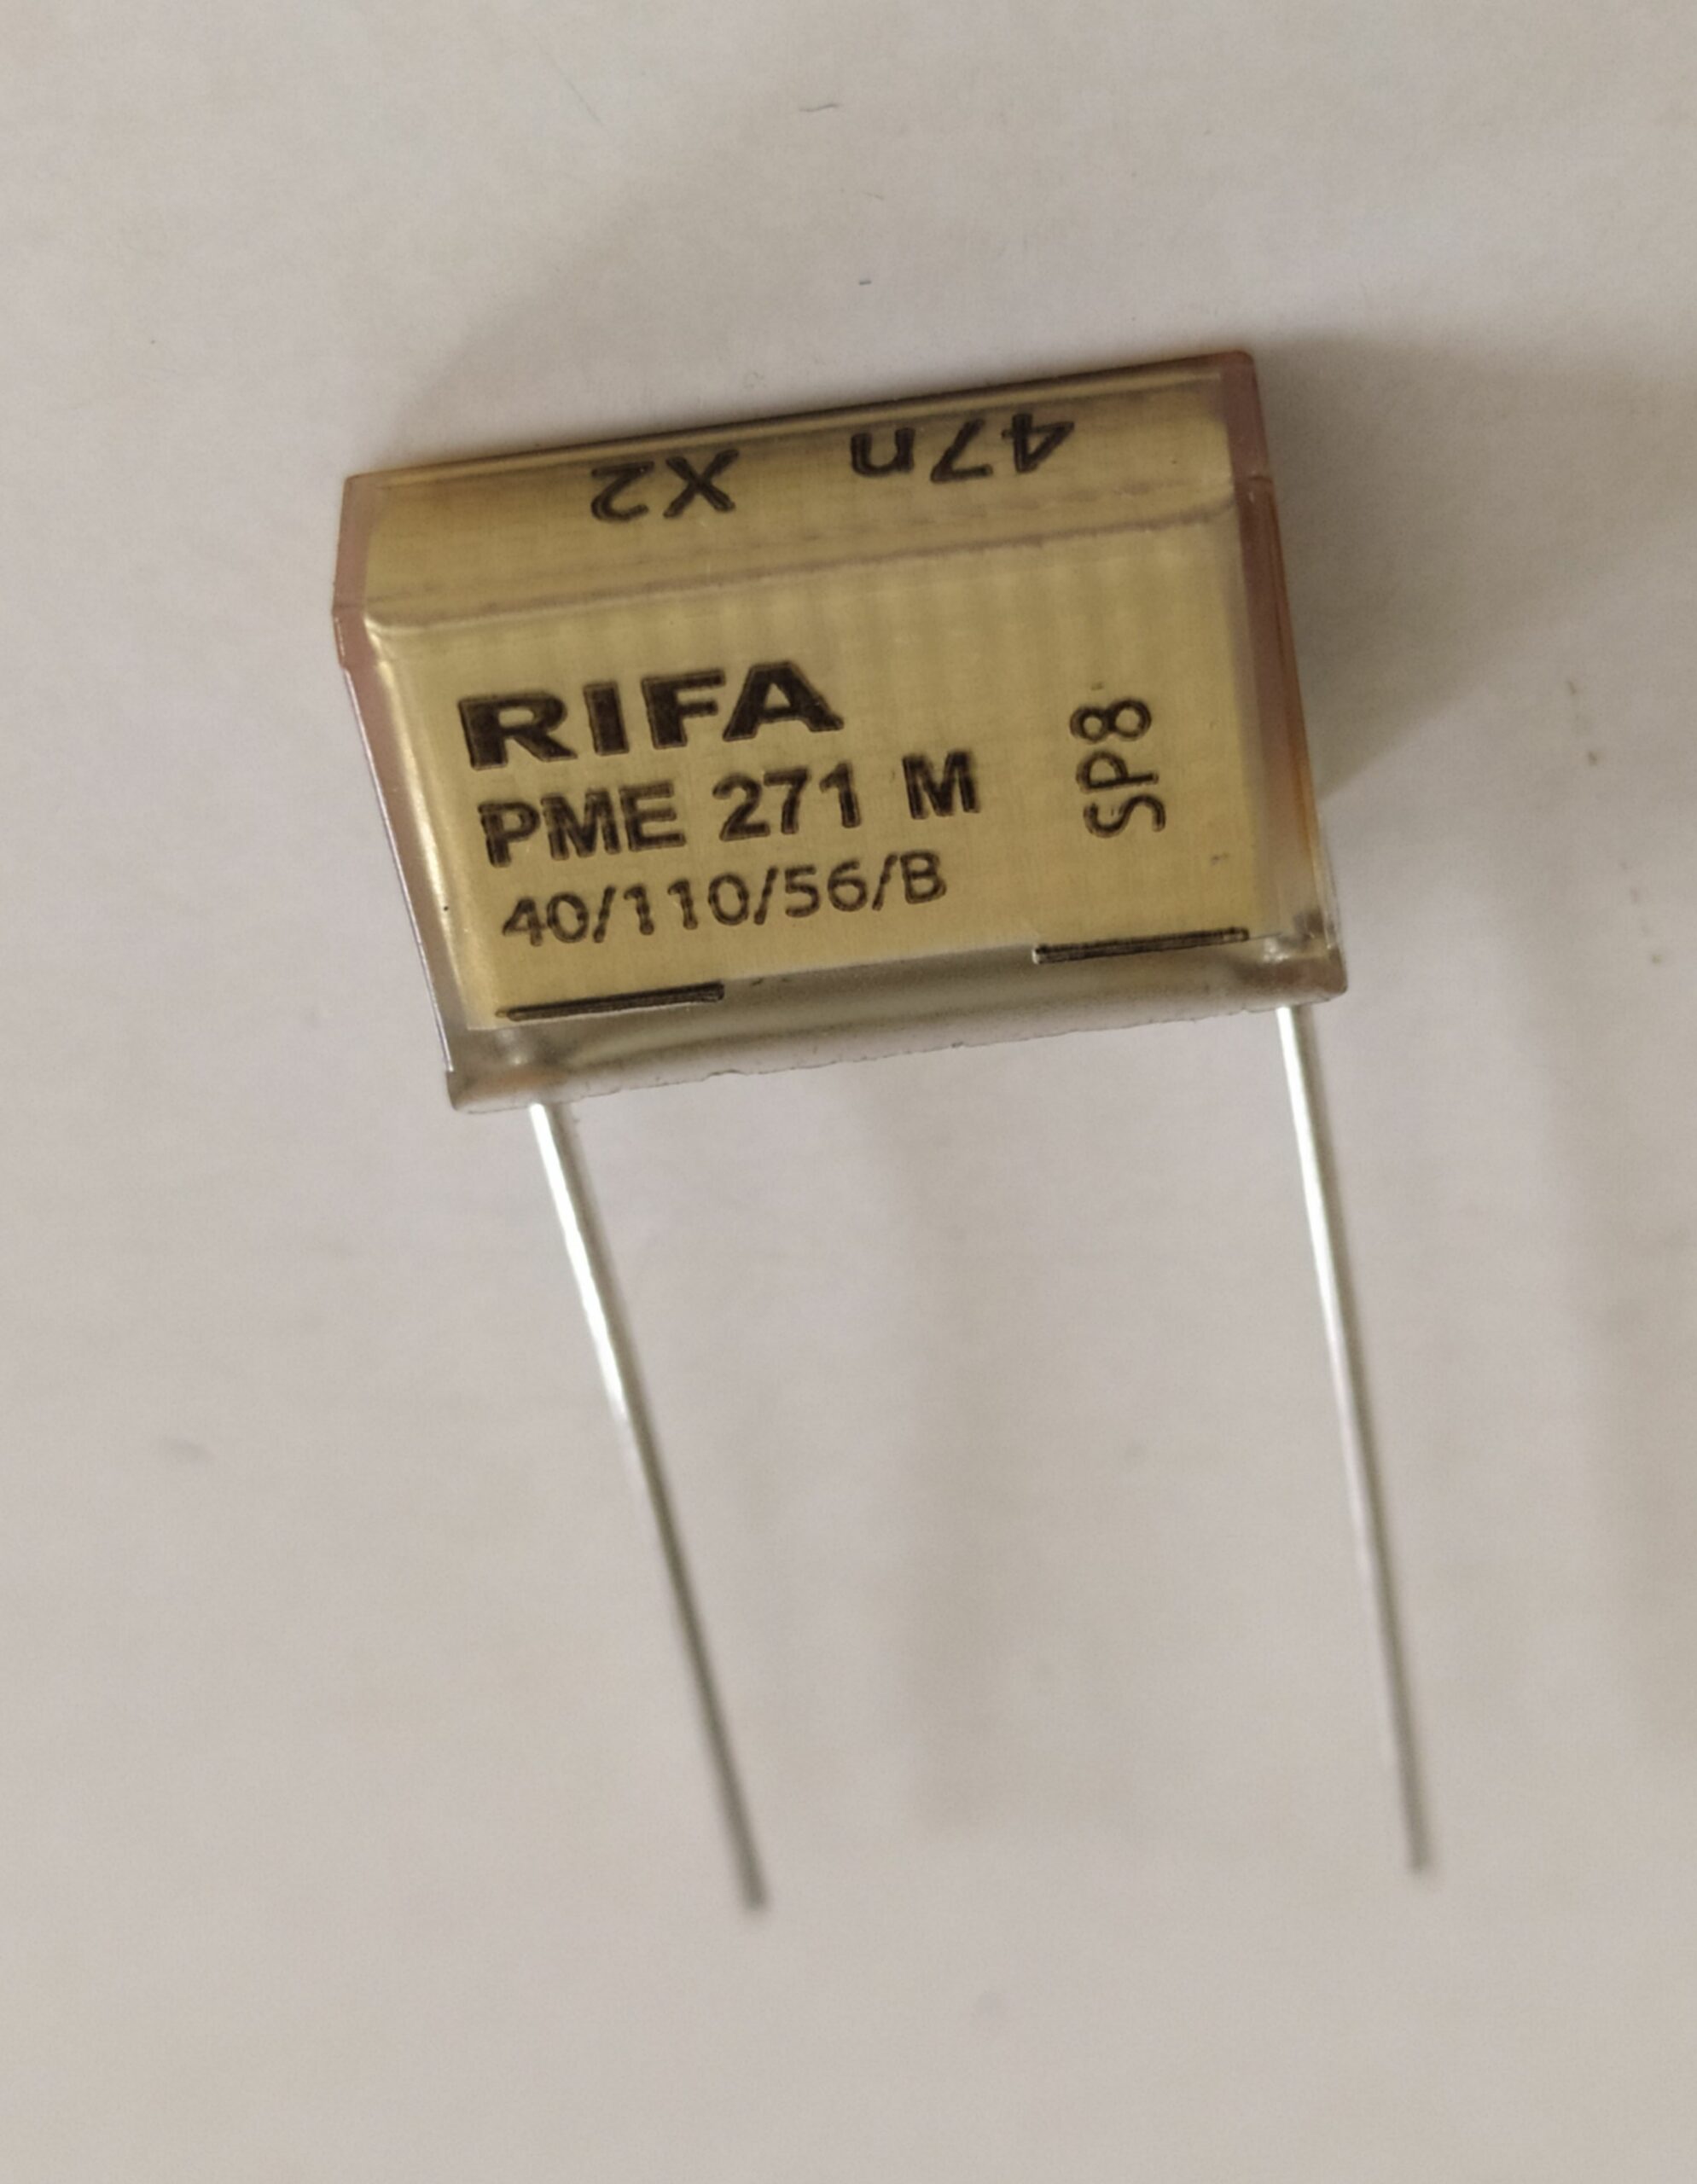 47n X2
RIFA
PME 271 M
40/110/56/B
SP8